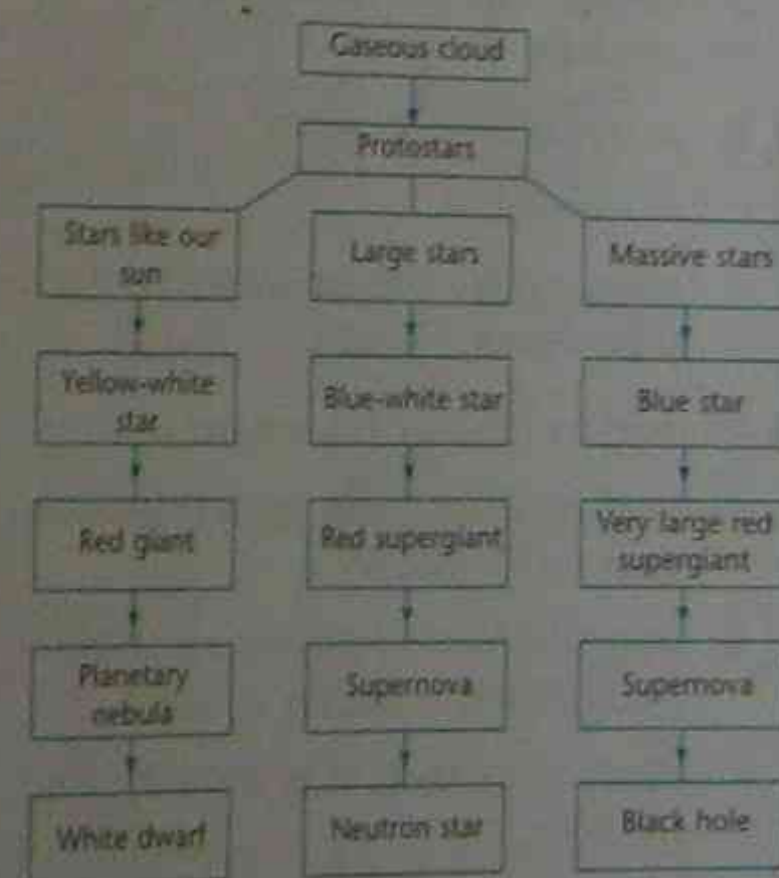 Gaseous cloud
Protostars
Stars like our
sun
Large stars
Massive stars
Yellow-white
star
Blue-white star
Blue star
Red giant
Red supergiant
Very large red
supergiant
Planetary
nebula
Supernova
Supernova
White dwarf
Neutron star
Black hole